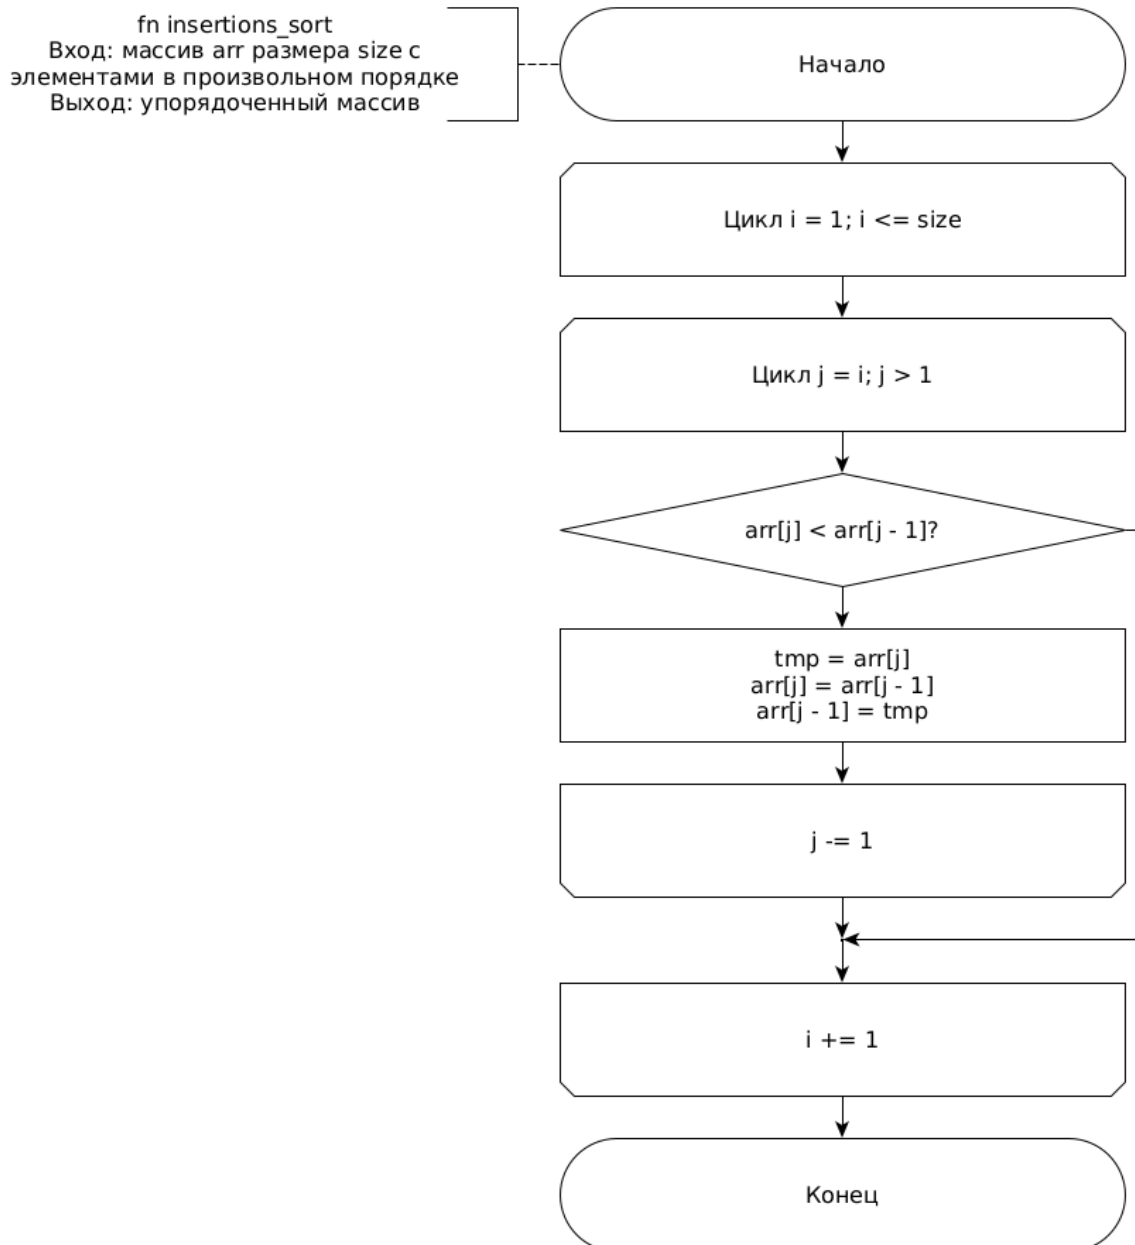 fn insertions_sort
Вход: массив arr размера size с
элементами в произвольном порядке
Выход: упорядоченный массив
Начало
Цикл i = 1; i <= size
Цикл j = i; j > 1
arr[j] < arr[j - 1]?
tmp = arr[j]
arr[j] = arr[j - 1]
arr[j - 1] = tmp
j -= 1
i += 1
Конец